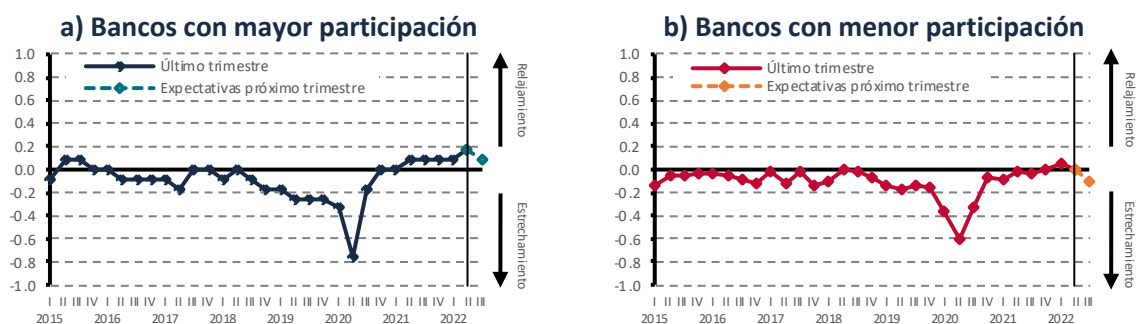 a) Bancos con mayor participación
1.0
0.8
0.6
0.4
0.2
0.0
-0.2
-0.4
-0.6
-0.8
-1.0
Último trimestre
Expectativas próximo trimestre
Relajamiento
Estrechamiento
I II III IV I II III IV I II III IV I II III IV I II III IV I II III IV I II III IV I II III
2015 2016 2017 2018 2019 2020 2021 2022
b) Bancos con menor participación
1.0
0.8
0.6
0.4
0.2
0.0
-0.2
-0.4
-0.6
-0.8
-1.0
Último trimestre
Expectativas próximo trimestre
Relajamiento
Estrechamiento
I II III IV I II III IV I II III IV I II III IV I II III IV I II III IV I II III IV I II III
2015 2016 2017 2018 2019 2020 2021 2022